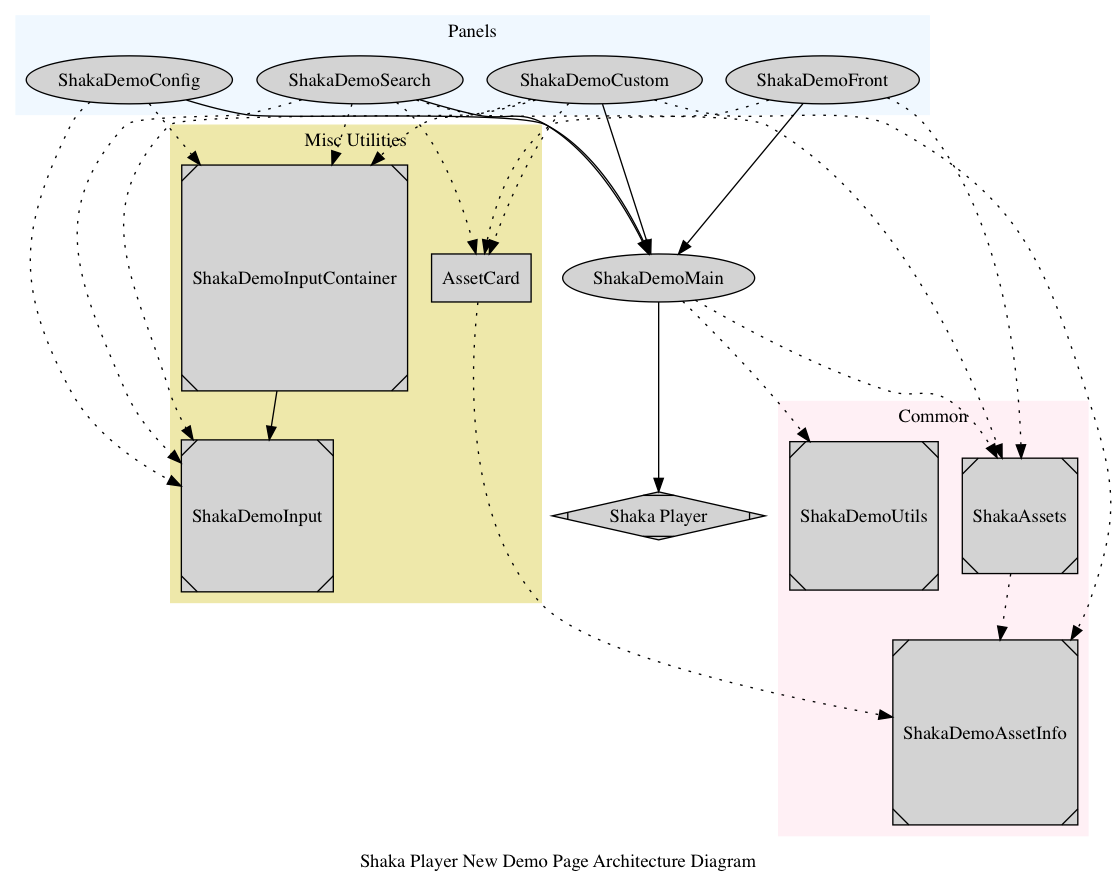 Panels
ShakaDemoConfig
ShakaDemoSearch
ShakaDemoCustom
ShakaDemoFront
Misc Utilities
ShakaDemoInputContainer
AssetCard
ShakaDemoMain
Common
ShakaDemoInput
Shaka Player
ShakaDemoUtils
ShakaAssets
ShakaDemoAssetInfo
Shaka Player New Demo Page Architecture Diagram